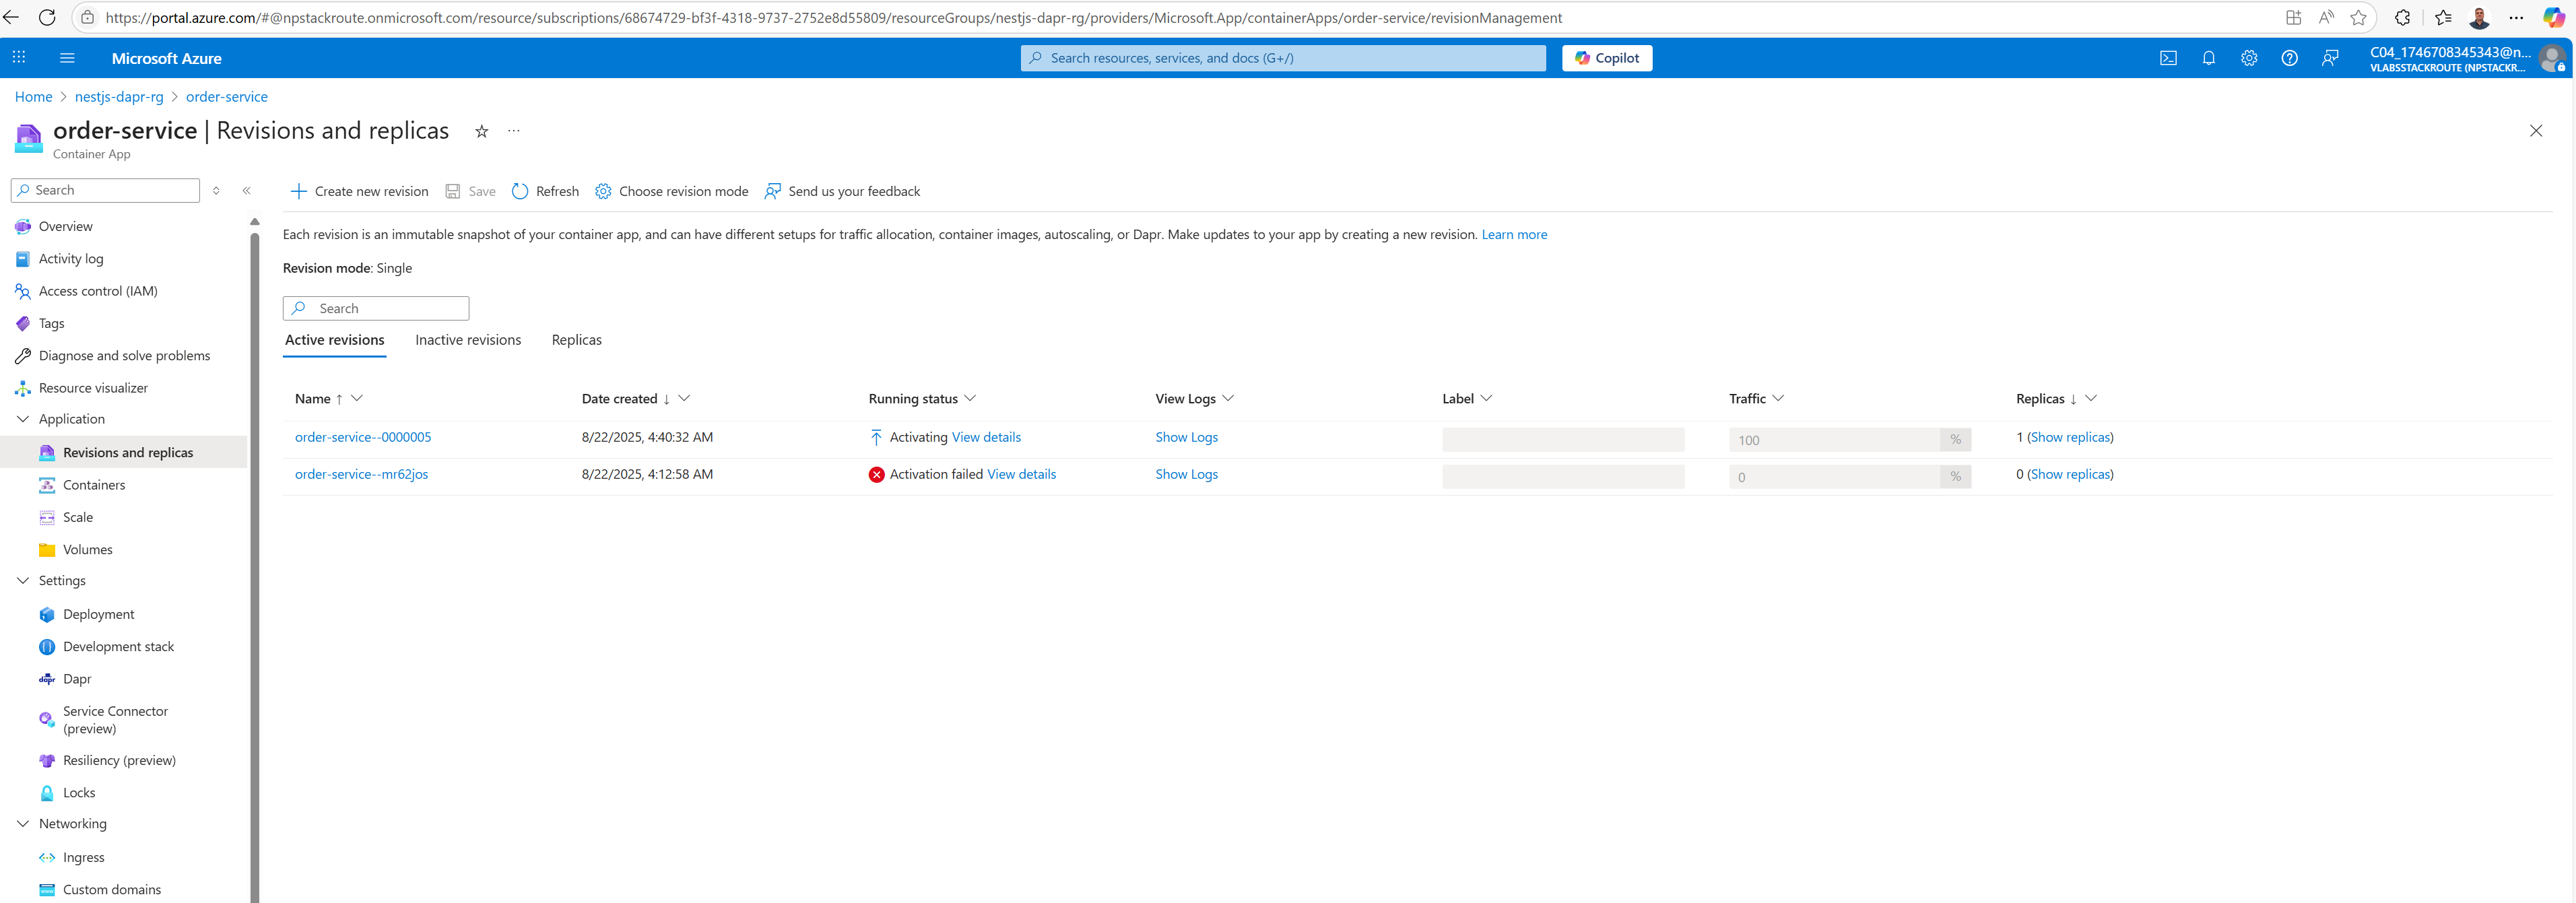 https://portal.azure.com/#@npstackroute.onmicrosoft.com/resource/subscriptions/68674729-bf3f-4318-9737-2752e8d55809/resourceGroups/nestjs-dapr-rg/providers/Microsoft.App/containerApps/order-service/revisionManagement
Microsoft Azure
Search resources, services, and docs (G+/)
Copilot
C04_1746708345343@n...
VLABSSTACKROUTE (NPSTACKR...
Home > nestjs-dapr-rg > order-service
order-service | Revisions and replicas
Container App
Search
Create new revision Save Refresh Choose revision mode Send us your feedback
Overview
Activity log
Access control (IAM)
Tags
Diagnose and solve problems
Resource visualizer
Application
Revisions and replicas
Containers
Scale
Volumes
Settings
Deployment
Development stack
Dapr
dapr
Service Connector
(preview)
Resiliency (preview)
Locks
Networking
Ingress
Custom domains
Each revision is an immutable snapshot of your container app, and can have different setups for traffic allocation, container images, autoscaling, or Dapr. Make updates to your app by creating a new revision. Learn more
Revision mode: Single
Search
Active revisions Inactive revisions Replicas
Name ↑ Date created ↓ Running status View Logs Label Traffic Replicas ↓
order-service--0000005 8/22/2025, 4:40:32 AM Activating View details Show Logs 100 % 1 (Show replicas)
order-service--mr62jos 8/22/2025, 4:12:58 AM Activation failed View details Show Logs 0 % 0 (Show replicas)